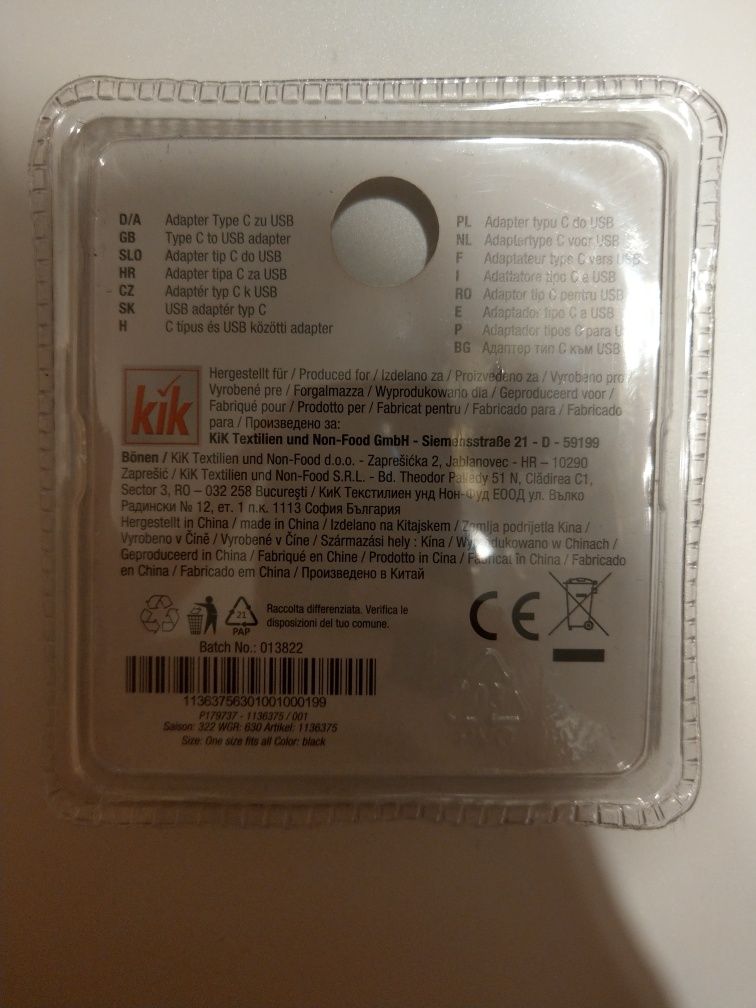 D/A Adapter Type C zu USB
GB Type C to USB adapter
SLO Adapter tip C do USB
HR Adapter tipa C za USB
CZ Adaptér typ C k USB
SK USB adaptér typ C
H C típus és USB közötti adapter
PL Adapter typu C do USB
NL Adaptertype C voor USB
F Adaptateur type C vers USB
I Adattatore tipo C a USB
RO Adaptor tip C pentru USB
E Adaptador tipo C a USB
P Adaptador tipos C para U
BG Адаптер тип C към USB
kik
Hergestellt für / Produced for / Izdelano za / Proizvedeno za / Vyrobeno pro
Vyrobené pre / Forgalmazza / Wyprodukowano dla / Geproduceerd voor /
Fabriqué pour / Prodotto per / Fabricat pentru / Fabricado para / Fabricado
para / Произведено за:
KiK Textilien und Non-Food GmbH - Siemensstraße 21 - D - 59199
Bönen / KiK Textilien und Non-Food d.o.o. - Zaprešićka 2, Jablanovec - HR – 10290
Zaprešić / KiK Textilien und Non-Food S.R.L. - Bd. Theodor Pallady 51 N, Clădirea C1,
Sector 3, RO – 032 258 Bucureşti / КиК Текстилиен унд Нон-Фуд ЕООД ул. Вълко
Радински № 12, ет. 1 п.к. 1113 София България
Hergestellt in China / made in China / Izdelano na Kitajskem / Zemlja podrijetla Kina /
Vyrobeno v Číně / Vyrobené v Číne / Származási hely : Kína / Wyprodukowano w Chinach /
Geproduceerd in China / Fabriqué en Chine / Prodotto in Cina / Fabricat în China / Fabricado
en China / Fabricado em China / Произведено в Китай
21
PAP
Raccolta differenziata. Verifica le
disposizioni del tuo comune.
CE
Batch No.: 013822
11363756301001000199
P179737 - 1136375 / 001
Saison: 322 WGR: 630 Artikel: 1136375
Size: One size fits all Color: black